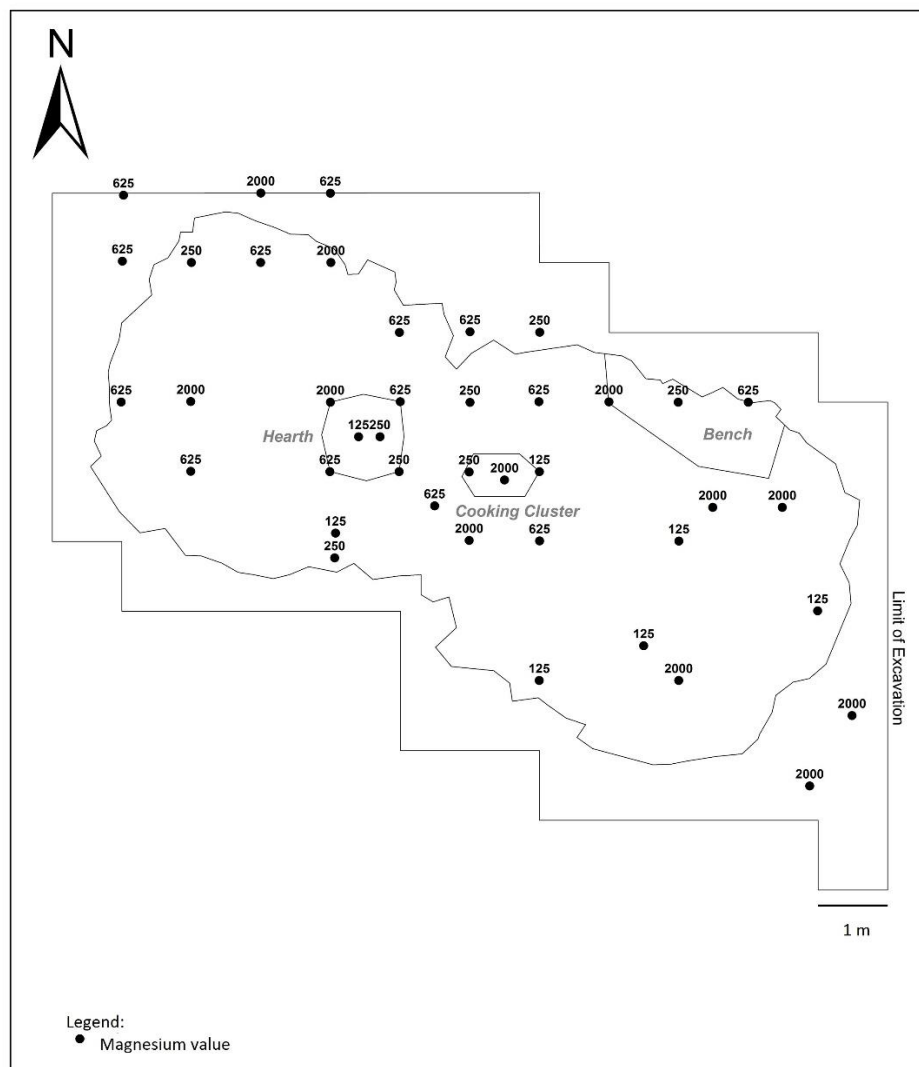 N
625 2000 625
625 250 625 2000
625 625 250
625 2000 2000 625 250 625 2000 250 625
Hearth 125 250 Bench
625 625 250 250 2000 125
625 Cooking Cluster 2000 2000
125 2000 625 125
250
Limit of Excavation
125
125
125 2000
2000
2000
1 m
Legend:
Magnesium value